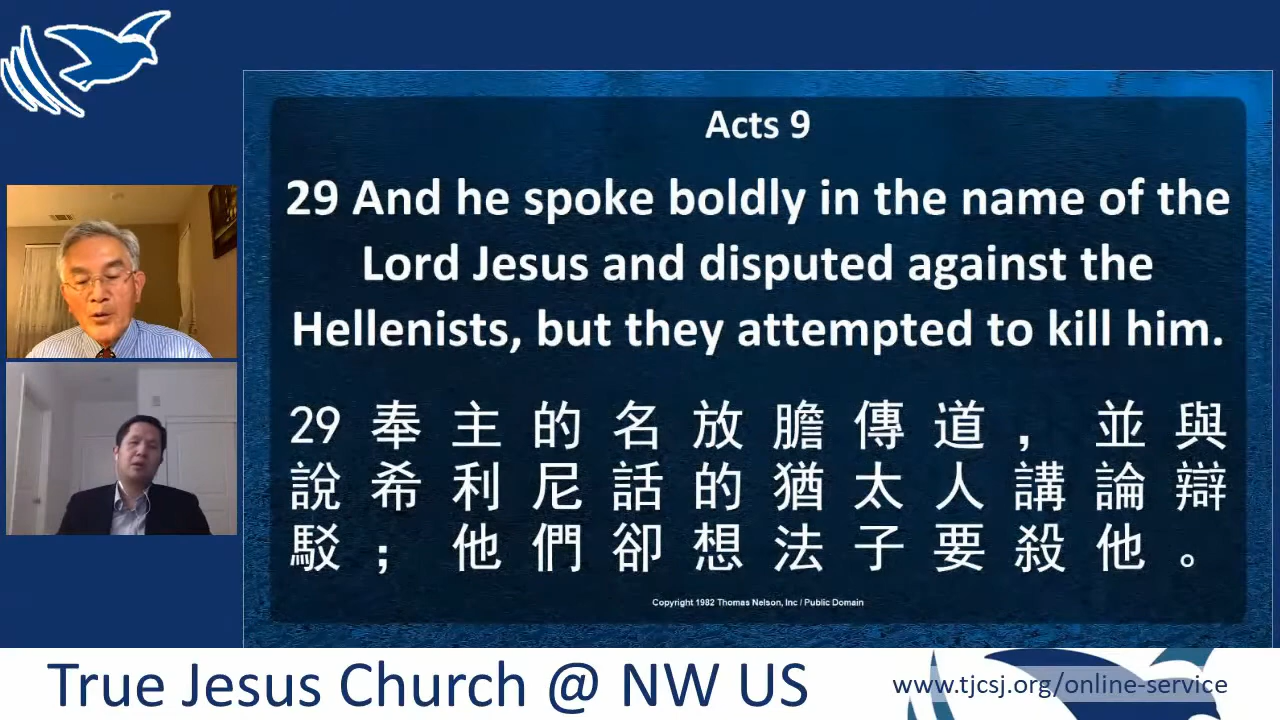 Acts 9
29 And he spoke boldly in the name of the
Lord Jesus and disputed against the
Hellenists, but they attempted to kill him.
29 奉主的名放膽傳道，並與
說希利尼話的猶太人講論辯
駁；他們卻想法子要殺他。
Copyright 1982 Thomas Nelson, Inc / Public Domain
True Jesus Church @ NW US
www.tjcsj.org/online-service